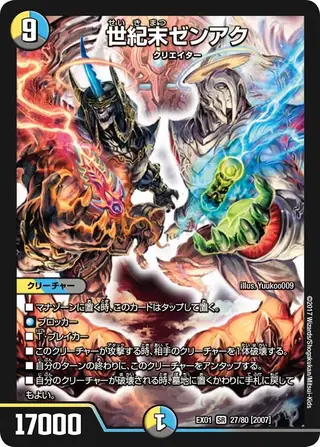 9
せいきまつ
世紀末ゼンアク
クリエイター
illus. Yuukoo009
クリーチャー
■マナゾーンに置く時、このカードはタップして置く。
ブロッカー
■T・ブレイカー
■このクリーチャーが攻撃する時、相手のクリーチャーを1体破壊する。
■自分のターンの終わりに、このクリーチャーをアンタップする。
■自分のこのクリーチャーが破壊される時、墓地に置くかわりに手札に戻してもよい。
17000
EX01 SR 27/80 [2007]
©2017 Wizards/Shogakukan/Mitsui-Kids